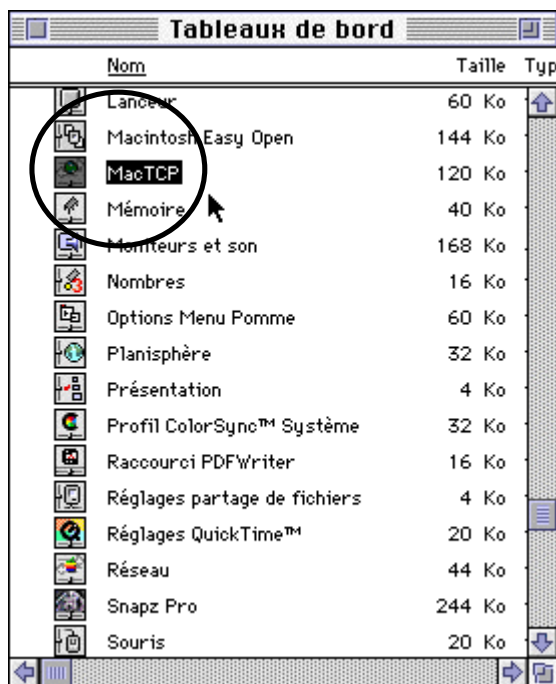 Tableaux de bord
Nom Taille Typ
Lanceur 60 Ko
Macintosh Easy Open 144 Ko
MacTCP 120 Ko
Mémoire 40 Ko
Moniteurs et son 168 Ko
Nombres 16 Ko
Options Menu Pomme 60 Ko
Planisphère 32 Ko
Présentation 4 Ko
Profil ColorSync™ Système 32 Ko
Raccourci PDFWriter 16 Ko
Réglages partage de fichiers 4 Ko
Réglages QuickTime™ 20 Ko
Réseau 44 Ko
Snapz Pro 244 Ko
Souris 20 Ko